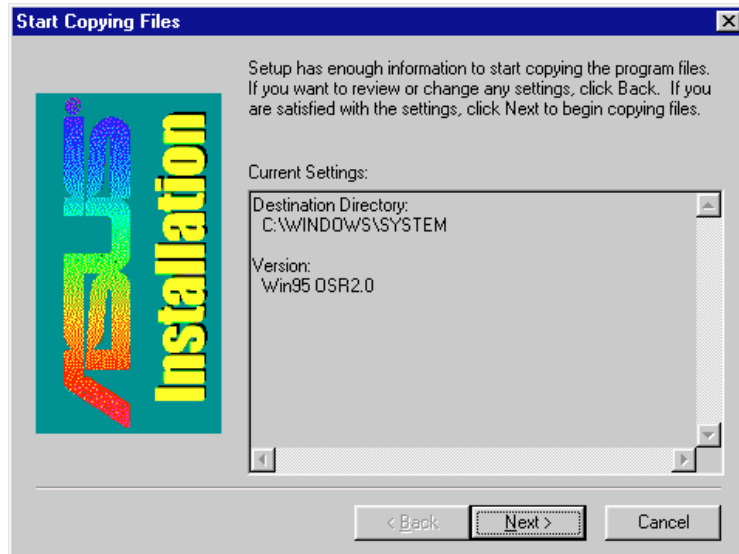 Start Copying Files
Setup has enough information to start copying the program files.
If you want to review or change any settings, click Back.  If you
are satisfied with the settings, click Next to begin copying files.
ASUS
Installation
Current Settings:
Destination Directory:
C:\WINDOWS\SYSTEM
Version:
Win95 OSR2.0
< Back
Next >
Cancel